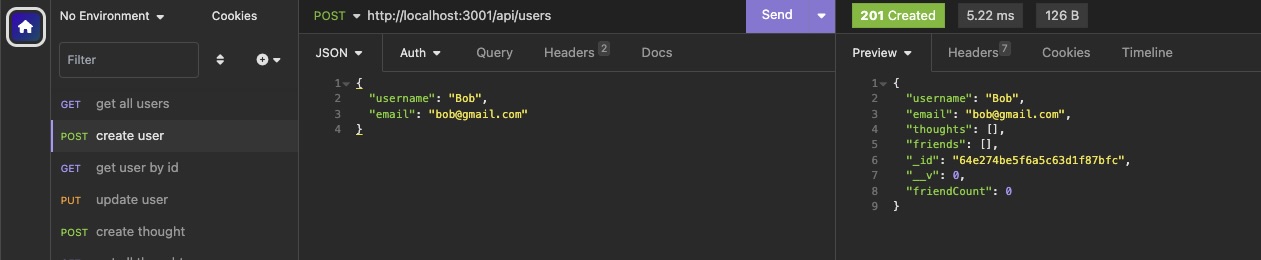 No Environment Cookies
Filter
GET get all users
POST create user
GET get user by id
PUT update user
POST create thought
POST http://localhost:3001/api/users Send
JSON Auth Query Headers 2 Docs
1 {
2 "username": "Bob",
3 "email": "bob@gmail.com"
4 }
201 Created 5.22 ms 126 B
Preview Headers 7 Cookies Timeline
1 {
2 "username": "Bob",
3 "email": "bob@gmail.com",
4 "thoughts": [],
5 "friends": [],
6 "_id": "64e274be5f6a5c63d1f87bfc",
7 "__v": 0,
8 "friendCount": 0
9 }